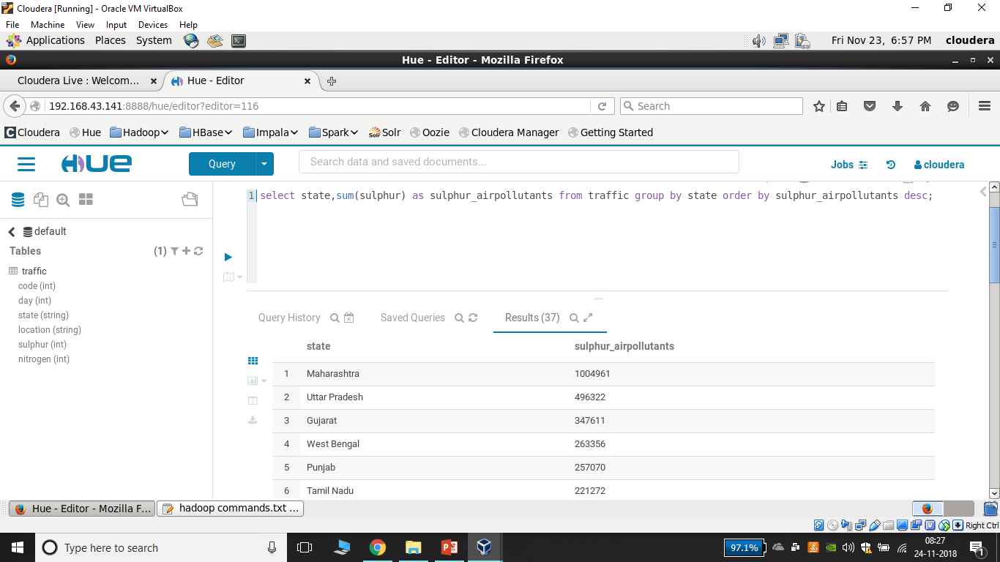 Cloudera [Running] - Oracle VM VirtualBox
File Machine View Input Devices Help
Applications Places System Fri Nov 23, 6:57 PM cloudera
Hue - Editor - Mozilla Firefox
Cloudera Live : Welcom... Hue - Editor
192.168.43.141:8888/hue/editor?editor=116 Search
Cloudera Hue Hadoop HBase Impala Spark Solr Oozie Cloudera Manager Getting Started
HUE Query Search data and saved documents... Jobs cloudera
1 select state,sum(sulphur) as sulphur_airpollutants from traffic group by state order by sulphur_airpollutants desc;
default
Tables (1)
traffic
code (int)
day (int)
state (string)
location (string)
sulphur (int)
nitrogen (int)
Query History Saved Queries Results (37)
state sulphur_airpollutants
1 Maharashtra 1004961
2 Uttar Pradesh 496322
3 Gujarat 347611
4 West Bengal 263356
5 Punjab 257070
6 Tamil Nadu 221272
Hue - Editor - Mozilla F... hadoop commands.txt ...
Right Ctrl
Type here to search 97.1% 08:27
24-11-2018 1